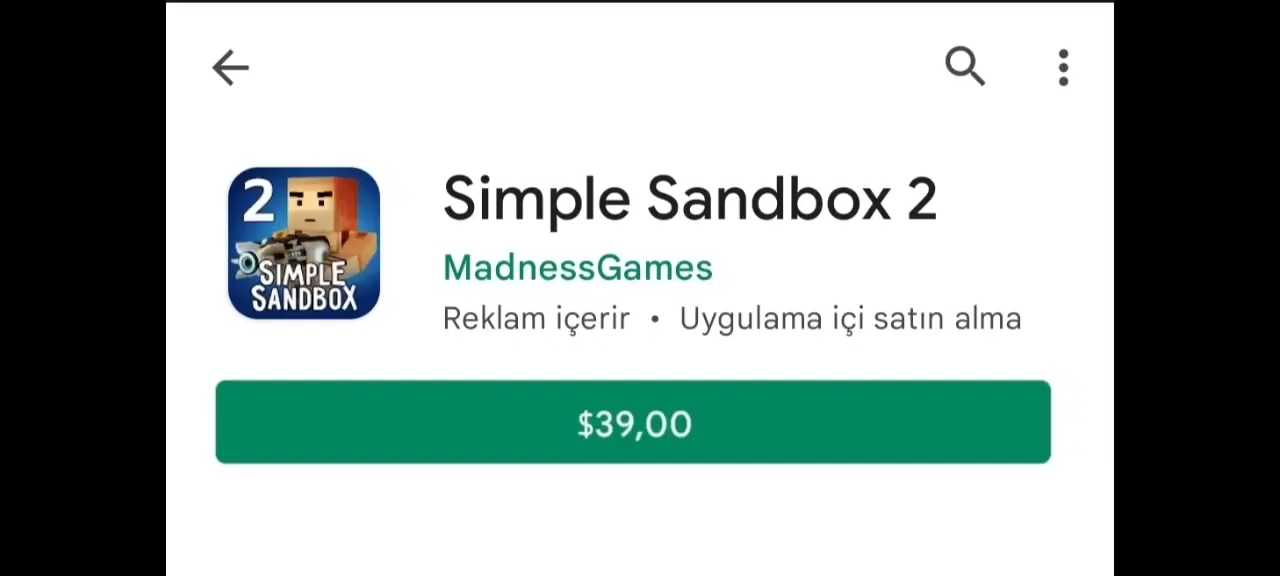 2
SIMPLE
SANDBOX
Simple Sandbox 2
MadnessGames
Reklam içerir • Uygulama içi satın alma
$39,00